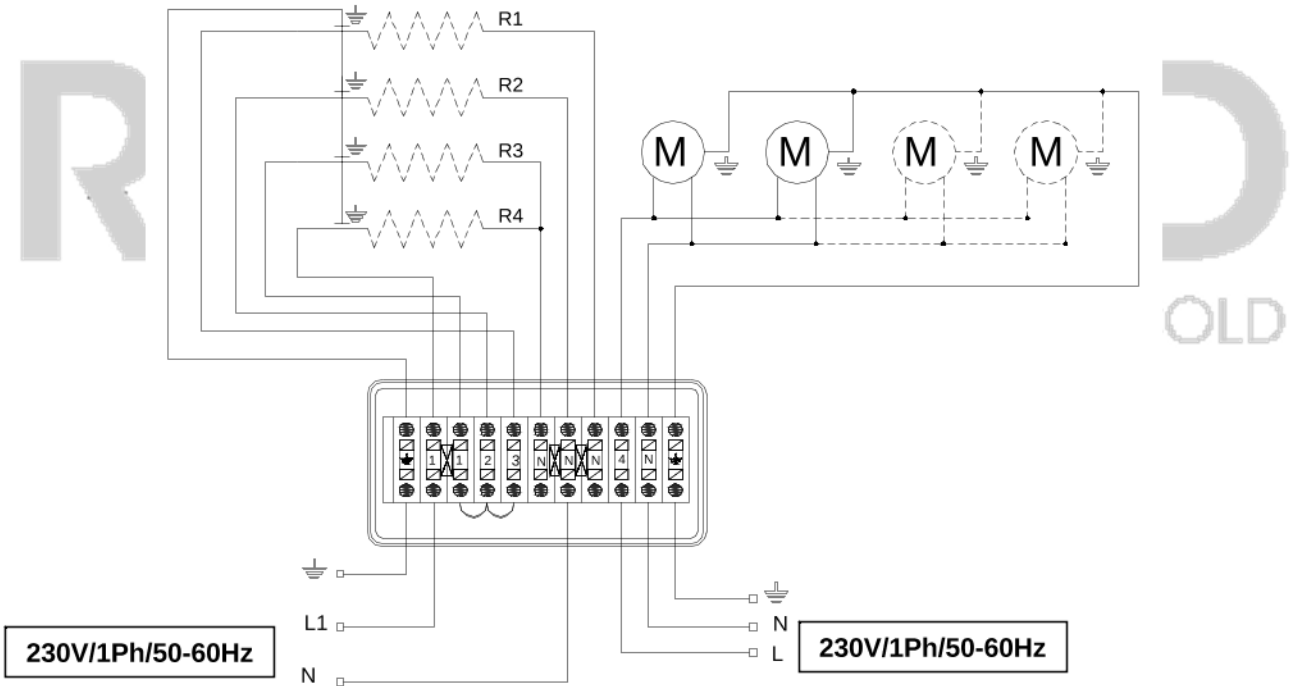 R1
R2
R3
R4
M M M M
R D
OLD
1 1 2 3 N N N 4 N
L1
N
230V/1Ph/50-60Hz
N
L
230V/1Ph/50-60Hz